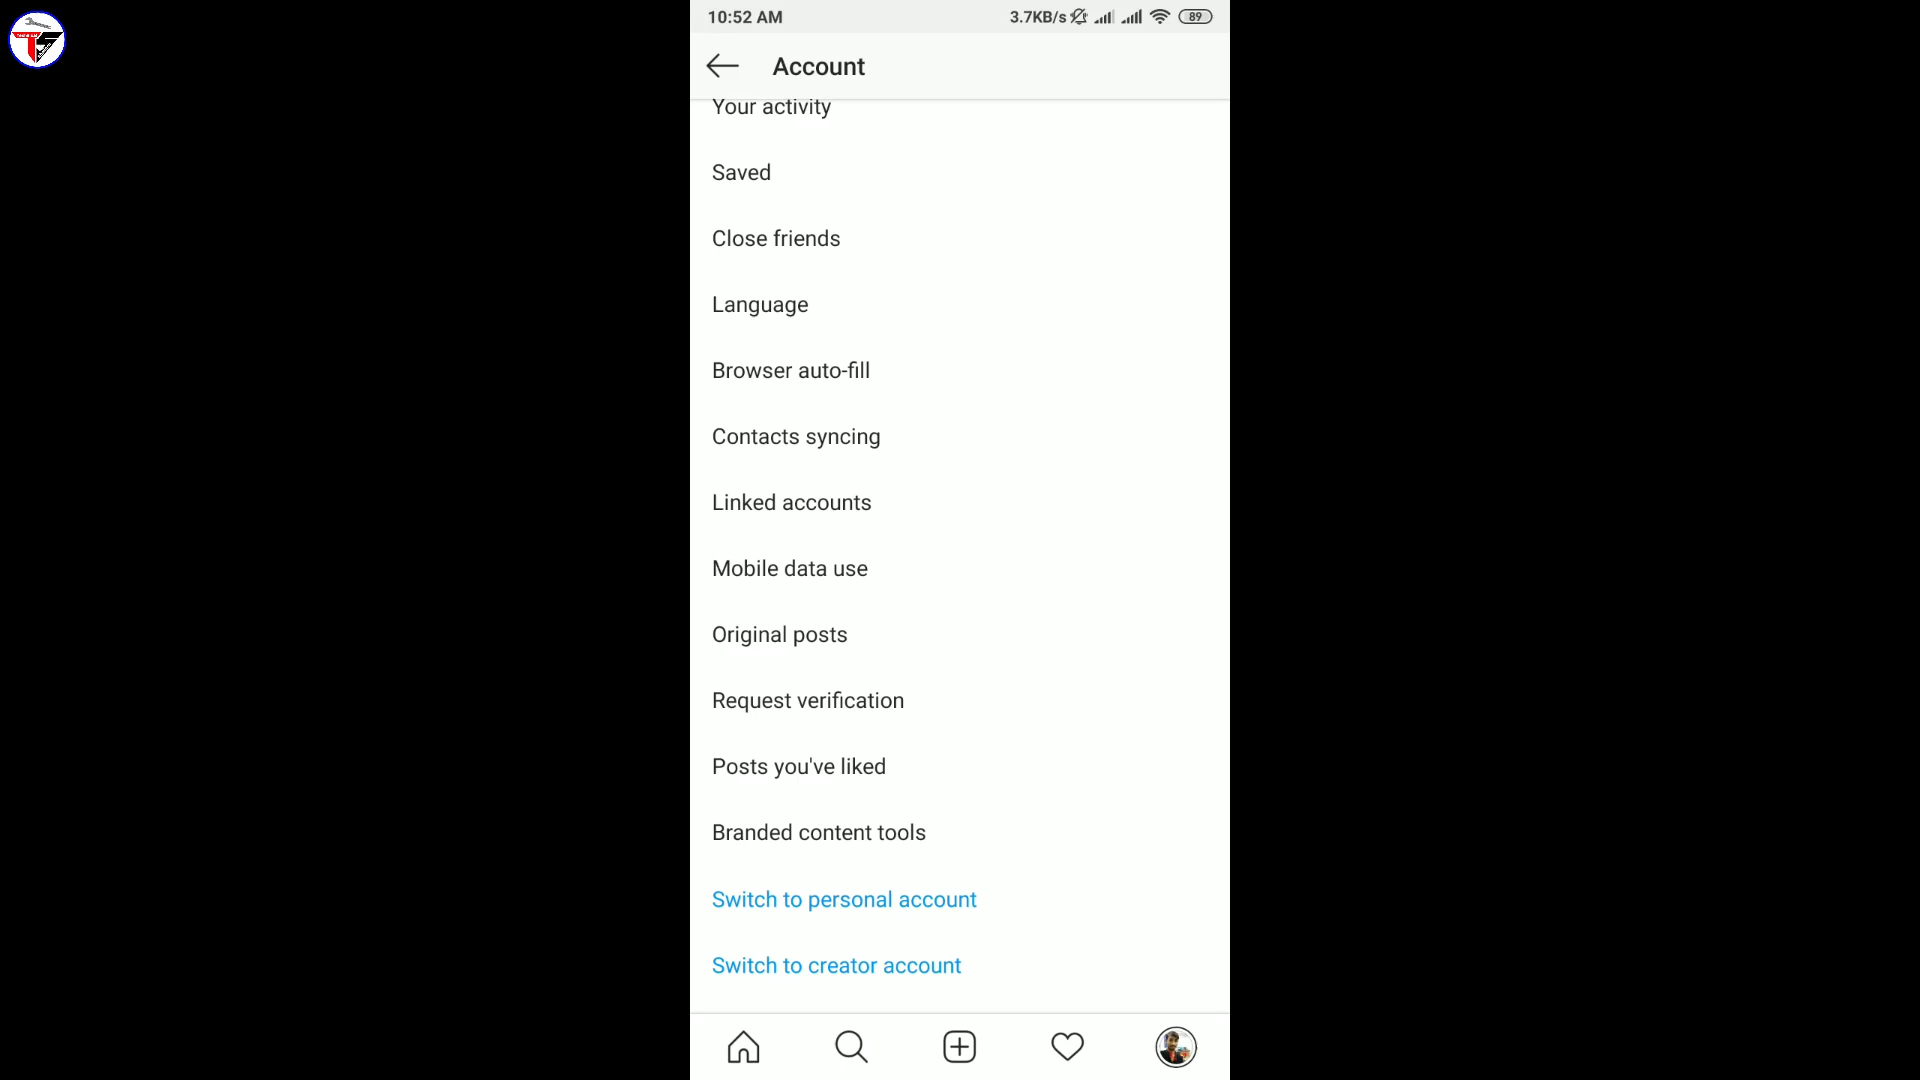 10:52 AM
3.7KB/s
89
Account
Your activity
Saved
Close friends
Language
Browser auto-fill
Contacts syncing
Linked accounts
Mobile data use
Original posts
Request verification
Posts you've liked
Branded content tools
Switch to personal account
Switch to creator account